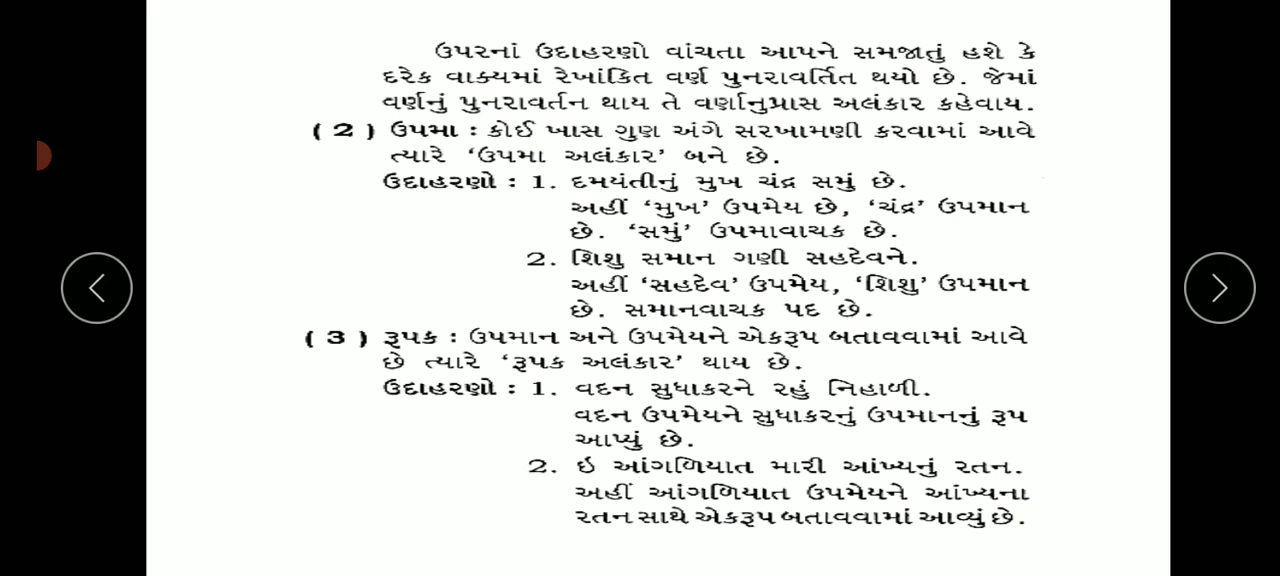 ઉપરનાં ઉદાહરણો વાંચતા આપને સમજાતું હશે કે
દરેક વાક્યમાં રેખાંકિત વર્ણ પુનરાવર્તિત થયો છે. જેમાં
વર્ણનું પુનરાવર્તન થાય તે વર્ણાનુપ્રાસ અલંકાર કહેવાય.
( 2 ) ઉપમા : કોઈ ખાસ ગુણ અંગે સરખામણી કરવામાં આવે
ત્યારે ‘ઉપમા અલંકાર’ બને છે.
ઉદાહરણો : 1. દમયંતીનું મુખ ચંદ્ર સમું છે.
અહીં ‘મુખ’ ઉપમેય છે, ‘ચંદ્ર’ ઉપમાન
છે. ‘સમું’ ઉપમાવાચક છે.
2. શિશુ સમાન ગણી સહદેવને.
અહીં ‘સહદેવ’ ઉપમેય, ‘શિશુ’ ઉપમાન
છે. સમાનવાચક પદ છે.
( 3 ) રૂપક : ઉપમાન અને ઉપમેયને એકરૂપ બતાવવામાં આવે
છે ત્યારે ‘રૂપક અલંકાર’ થાય છે.
ઉદાહરણો : 1. વદન સુધાકરને રહું નિહાળી.
વદન ઉપમેયને સુધાકરનું ઉપમાનનું રૂપ
આપ્યું છે.
2. ઇ આંગળિયાત મારી આંખ્યનું રતન.
અહીં આંગળિયાત ઉપમેયને આંખ્યના
રતન સાથે એકરૂપ બતાવવામાં આવ્યું છે.